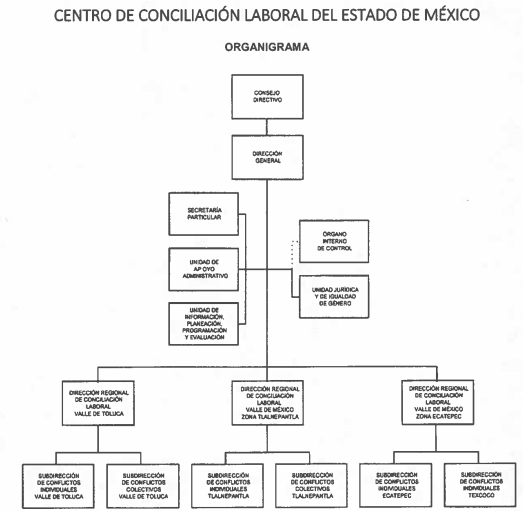 CENTRO DE CONCILIACIÓN LABORAL DEL ESTADO DE MÉXICO
ORGANIGRAMA
CONSEJO
DIRECTIVO
DIRECCIÓN
GENERAL
SECRETARÍA
PARTICULAR
ÓRGANO
INTERNO
DE CONTROL
UNIDAD DE
APOYO
ADMINISTRATIVO
UNIDAD JURÍDICA
Y DE IGUALDAD
DE GÉNERO
UNIDAD DE
INFORMACIÓN,
PLANEACIÓN,
PROGRAMACIÓN
Y EVALUACIÓN
DIRECCIÓN REGIONAL
DE CONCILIACIÓN
LABORAL
VALLE DE TOLUCA
DIRECCIÓN REGIONAL
DE CONCILIACIÓN
LABORAL
VALLE DE MÉXICO
ZONA TLALNEPANTLA
DIRECCIÓN REGIONAL
DE CONCILIACIÓN
LABORAL
VALLE DE MÉXICO
ZONA ECATEPEC
SUBDIRECCIÓN
DE CONFLICTOS
INDIVIDUALES
VALLE DE TOLUCA
SUBDIRECCIÓN
DE CONFLICTOS
COLECTIVOS
VALLE DE TOLUCA
SUBDIRECCIÓN
DE CONFLICTOS
INDIVIDUALES
TLALNEPANTLA
SUBDIRECCIÓN
DE CONFLICTOS
COLECTIVOS
TLALNEPANTLA
SUBDIRECCIÓN
DE CONFLICTOS
INDIVIDUALES
ECATEPEC
SUBDIRECCIÓN
DE CONFLICTOS
INDIVIDUALES
TEXCOCO